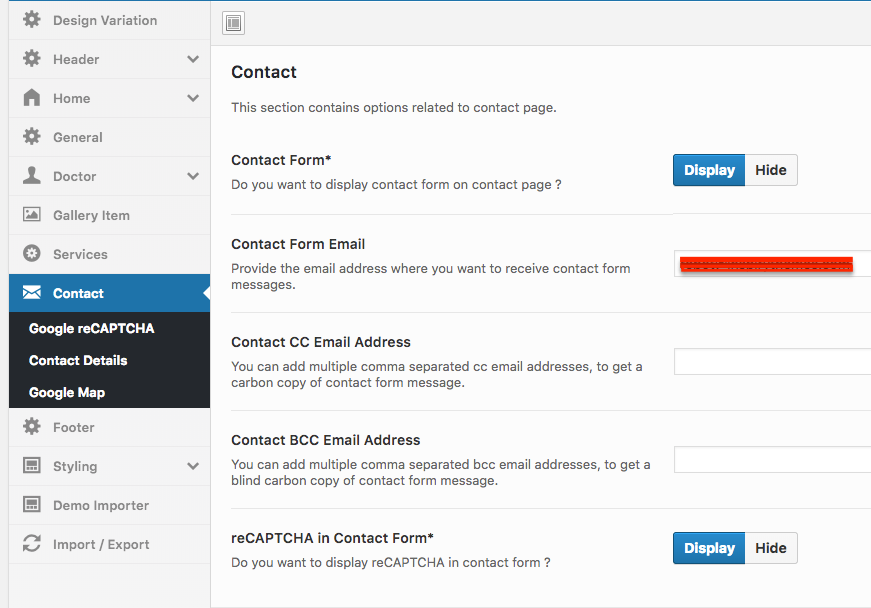 Design Variation
Header
Home
General
Doctor
Gallery Item
Services
Contact
Google reCAPTCHA
Contact Details
Google Map
Footer
Styling
Demo Importer
Import / Export
Contact
This section contains options related to contact page.
Contact Form*
Do you want to display contact form on contact page ?
Display Hide
Contact Form Email
Provide the email address where you want to receive contact form
messages.
Contact CC Email Address
You can add multiple comma separated cc email addresses, to get a
carbon copy of contact form message.
Contact BCC Email Address
You can add multiple comma separated bcc email addresses, to get a
blind carbon copy of contact form message.
reCAPTCHA in Contact Form*
Do you want to display reCAPTCHA in contact form ?
Display Hide